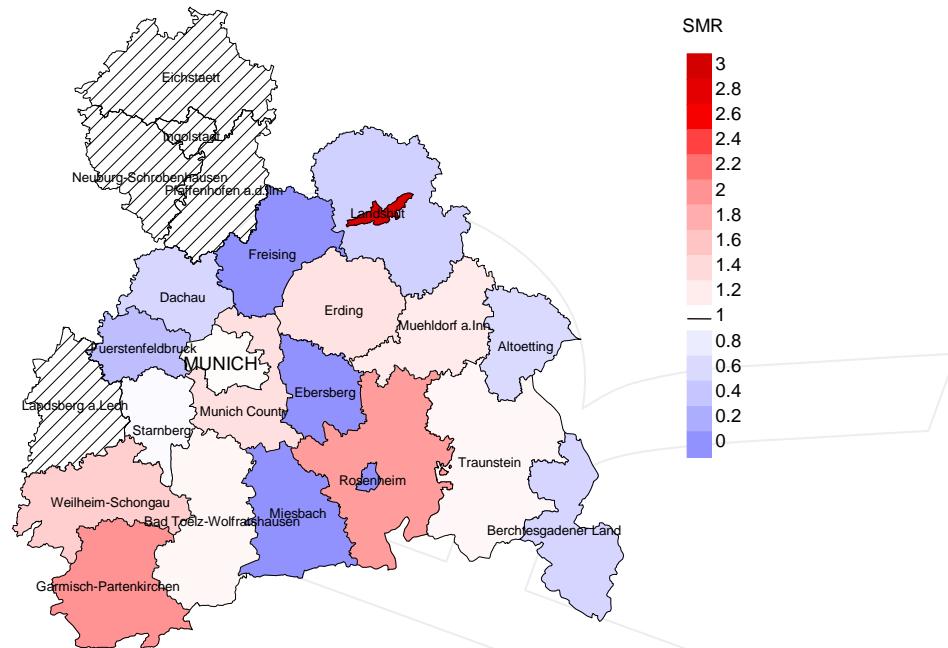 SMR
3
2.8
2.6
2.4
2.2
2
1.8
1.6
1.4
1.2
1
0.8
0.6
0.4
0.2
0
Eichstaett
Ingolstadt
Neuburg-Schrobenhausen
Pfaffenhofen a.d.Ilm
Landshut
Freising
Dachau
Erding
Muehldorf a.Inn
Altoetting
Fuerstenfeldbruck
MUNICH
Ebersberg
Landsberg a.Lech
Munich County
Starnberg
Traunstein
Rosenheim
Weilheim-Schongau
Miesbach
Bad Toelz-Wolfratshausen
Berchtesgadener Land
Garmisch-Partenkirchen